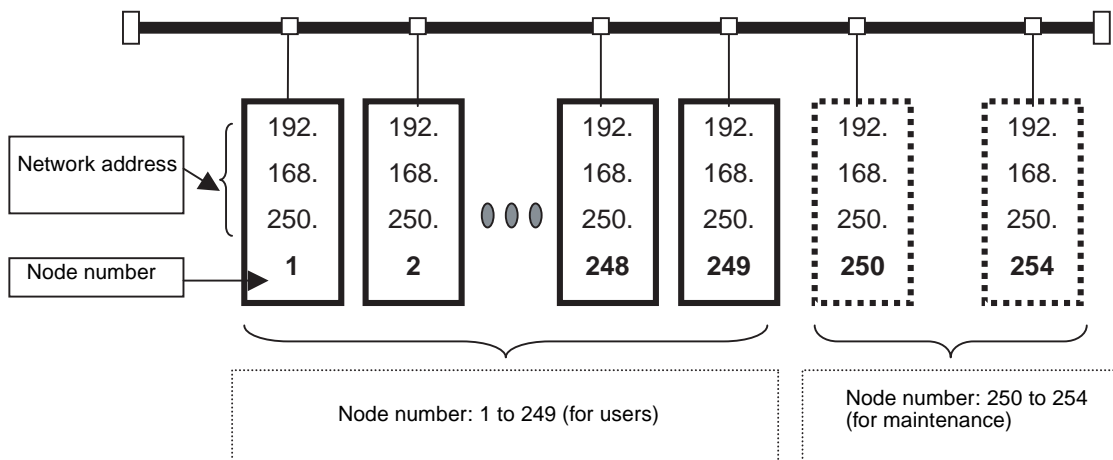 192. 192. 192. 192. 192. 192.
Network address 168. 168. 168. 168. 168. 168.
250. 250. 250. 250. 250. 250.
Node number 1 2 248 249 250 254
Node number: 1 to 249 (for users)
Node number: 250 to 254
(for maintenance)